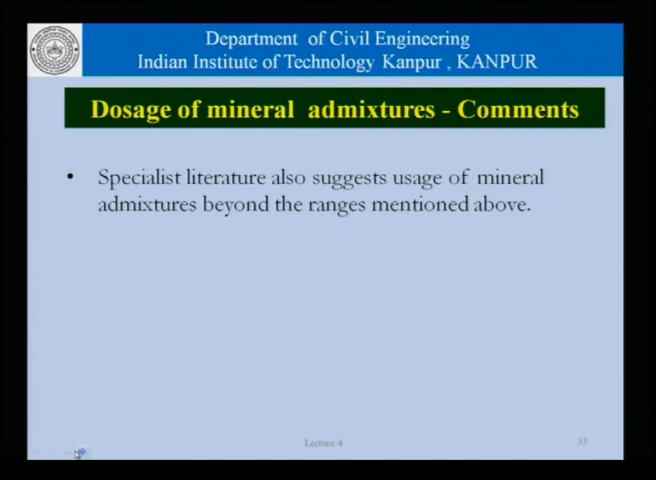 Department of Civil Engineering
Indian Institute of Technology Kanpur , KANPUR
Dosage of mineral admixtures - Comments
• Specialist literature also suggests usage of mineral
admixtures beyond the ranges mentioned above.
Lecture 4
33